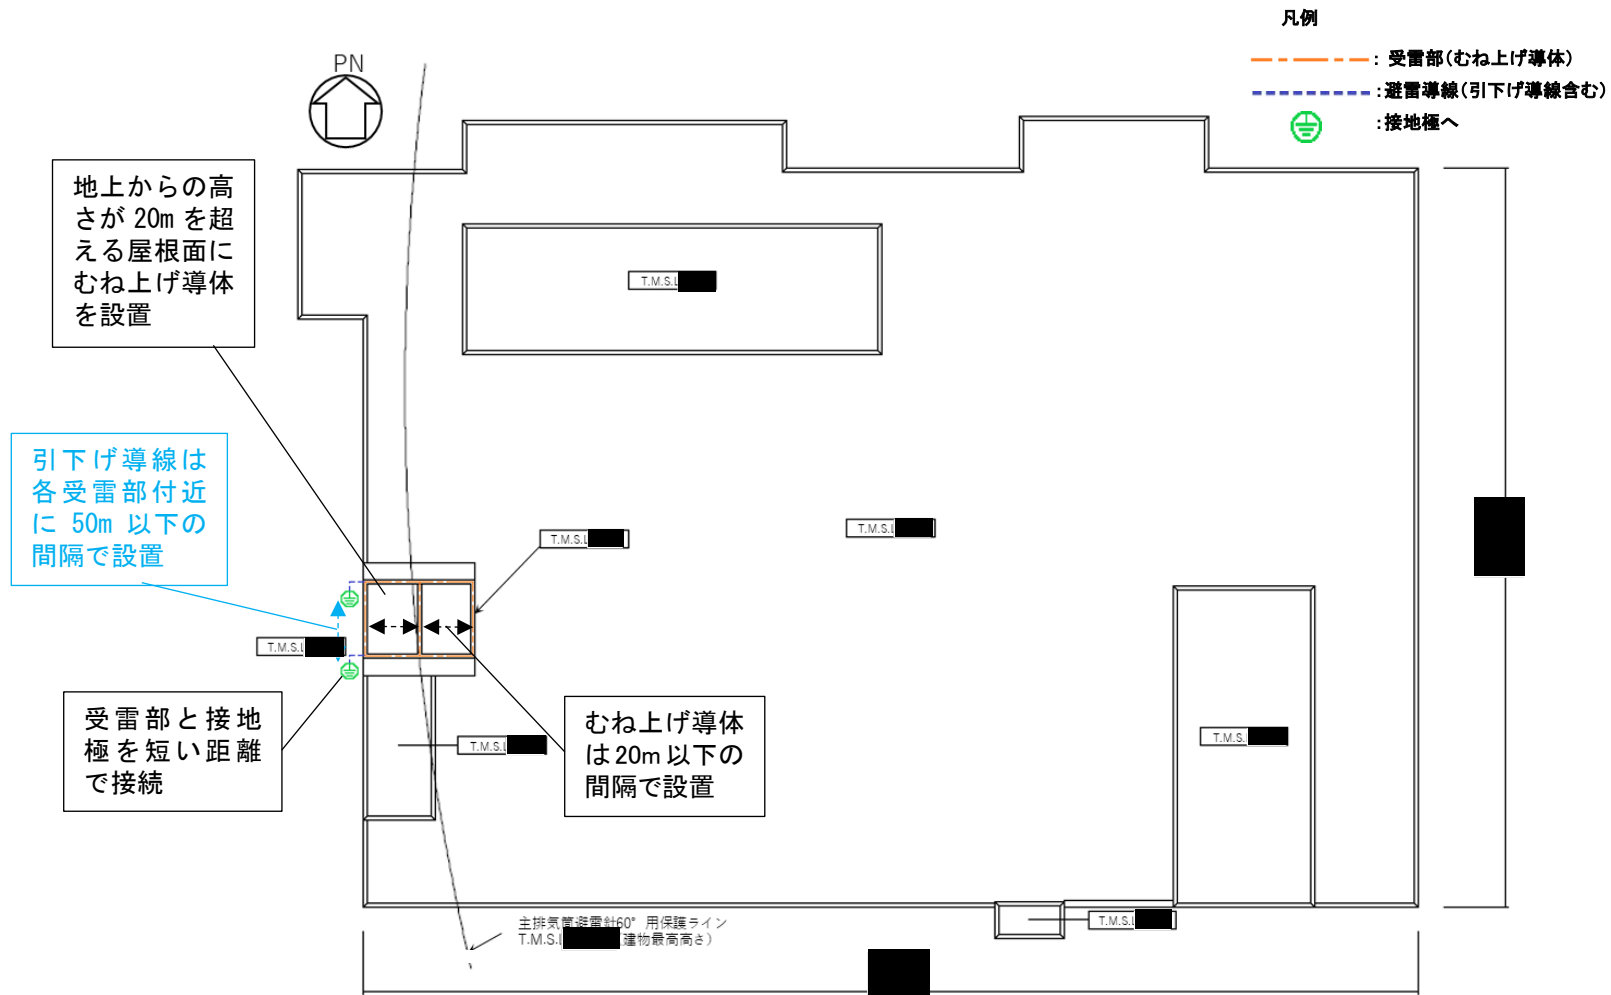 凡例
: 受雷部(むね上げ導体)
:避雷導線(引下げ導線含む)
:接地極へ
PN
地上からの高
さが 20m を超
える屋根面に
むね上げ導体
を設置
T.M.S.L
引下げ導線は
各受雷部付近
に 50m 以下の
間隔で設置
T.M.S.L
T.M.S.L
T.M.S.L
受雷部と接地
極を短い距離
で接続
T.M.S.L
むね上げ導体
は 20m 以下の
間隔で設置
T.M.S.L
主排気筒避雷針60° 用保護ライン
T.M.S.L
建物最高高さ)
T.M.S.L